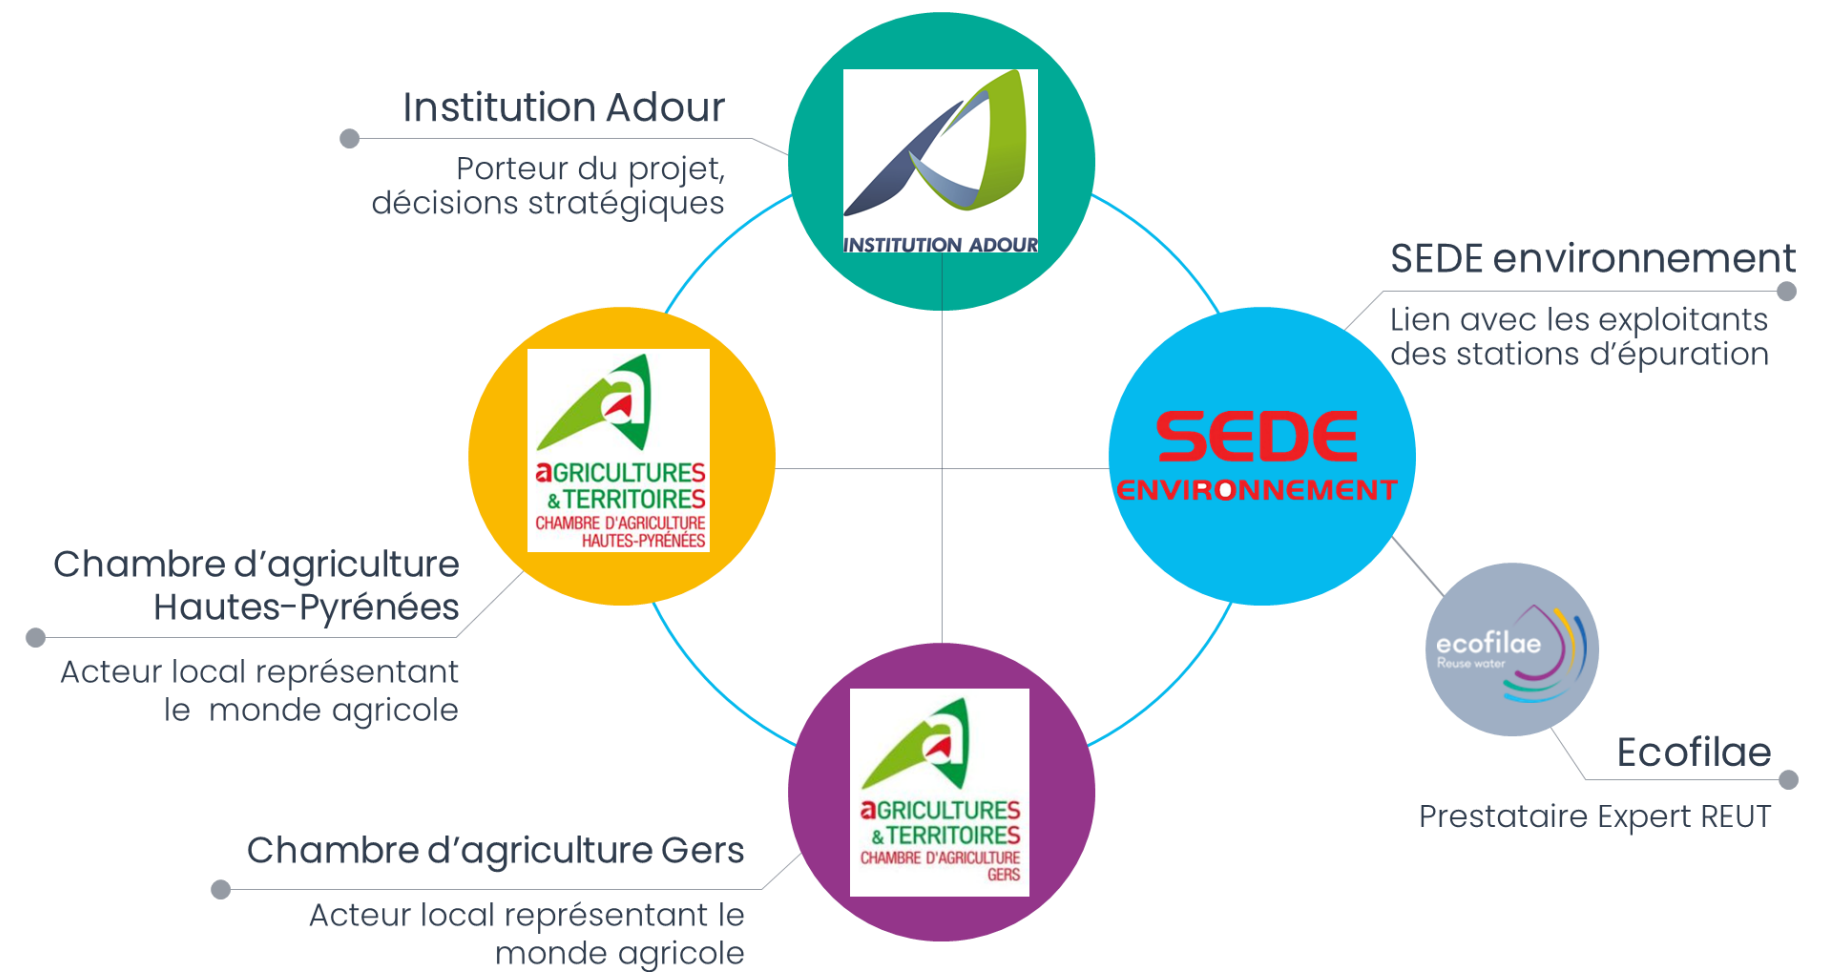 Institution Adour
Porteur du projet,
décisions stratégiques
INSTITUTION ADOUR
SEDE environnement
Lien avec les exploitants
des stations d’épuration
SEDE
ENVIRONNEMENT
aGRICULTURES
& TERRITOIRES
CHAMBRE D'AGRICULTURE
HAUTES-PYRÉNÉES
Chambre d’agriculture
Hautes-Pyrénées
Acteur local représentant
le monde agricole
ecofilae
Reuse water
Ecofilae
Prestataire Expert REUT
aGRICULTURES
& TERRITOIRES
CHAMBRE D'AGRICULTURE
GERS
Chambre d’agriculture Gers
Acteur local représentant le
monde agricole